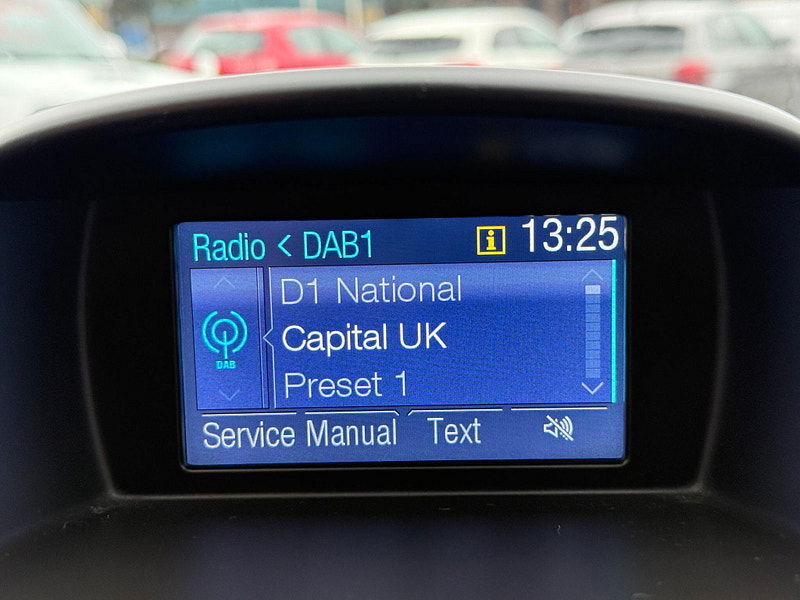 Radio < DAB1 i 13:25
D1 National
Capital UK
DAB
Preset 1
Service Manual Text